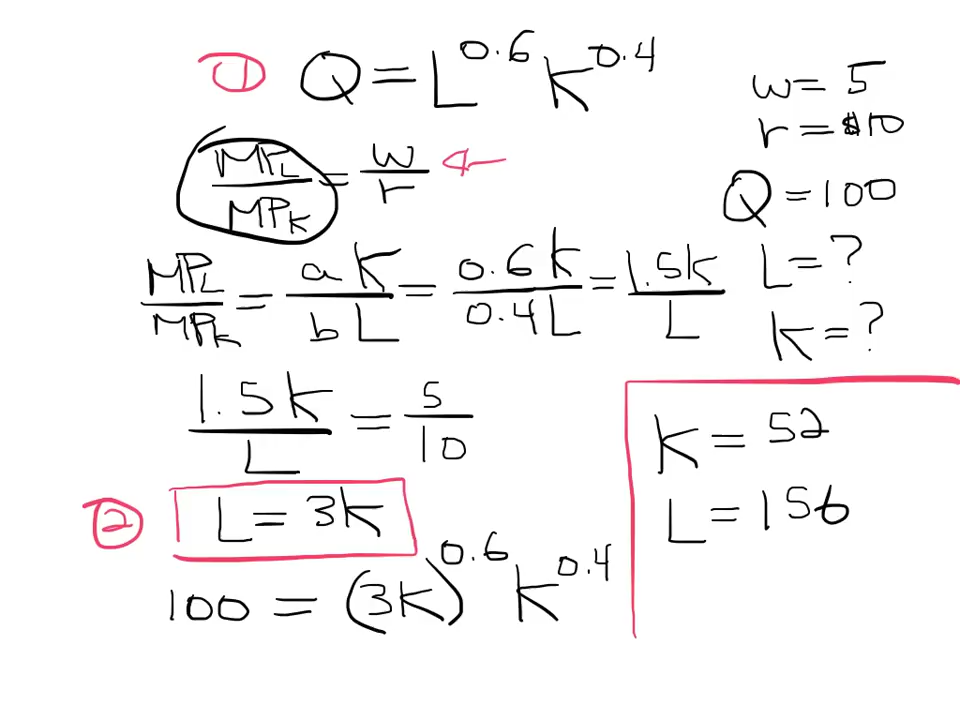 ① Q = L^0.6 K^0.4
w = 5
r = $10
MPL/MPK = w/r ←
Q = 100
MPL/MPK = aK/bL = 0.6K/0.4L = 1.5K/L
L = ?
K = ?
1.5K/L = 5/10
② L = 3K
100 = (3K)^0.6 K^0.4
K = 52
L = 156